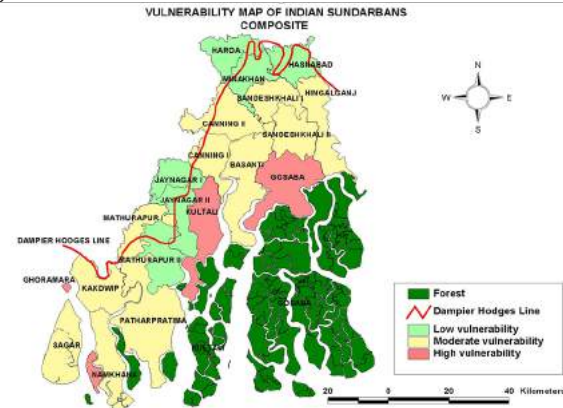 VULNERABILITY MAP OF INDIAN SUNDARBANS
COMPOSITE
HARDA
HASNABAD
MINAKHAN
HINGALGANJ
SANDESHKHALI I
CANNING II
SANDESHKHALI II
CANNING I
BASANTI
GOSABA
JAYNAGAR I
JAYNAGAR II
KULTALI
MATHURAPUR
DAMPIER HODGES LINE
MATHURAPUR II
GHORAMARA
KAKDWIP
PATHARPRATIMA
GOSABA
SAGAR
KULTALI
NAMKHANA
N
W
E
S
Forest
Dampier Hodges Line
Low vulnerability
Moderate vulnerability
High vulnerability
20 0 20 40 Kilometers